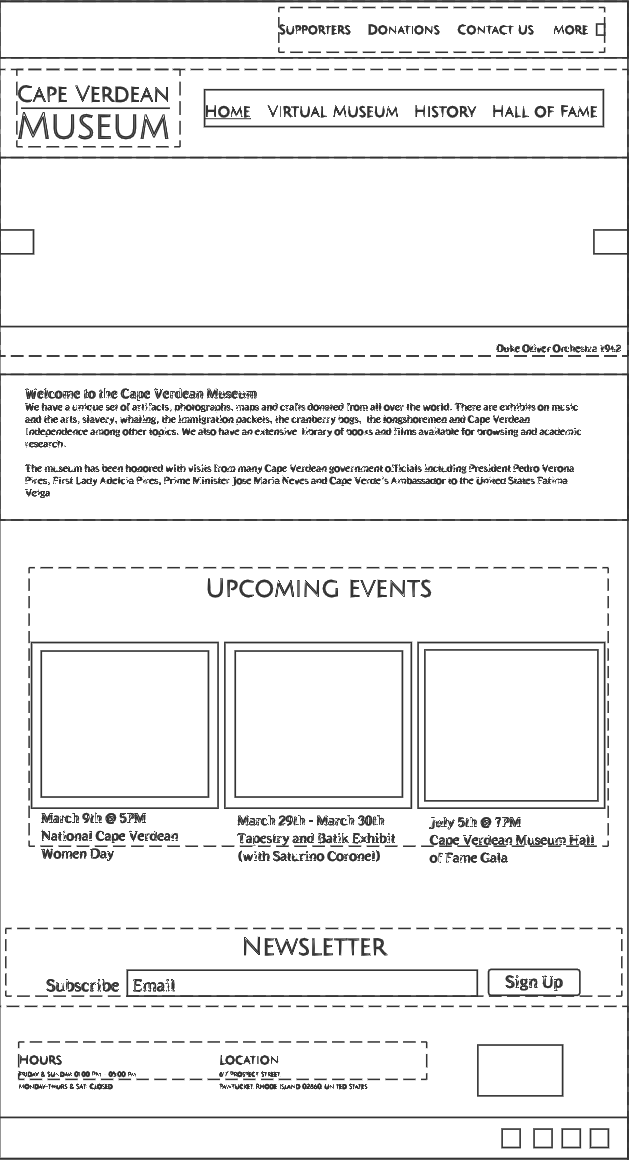 Supporters Donations Contact us more
Cape Verdean
Museum
Home Virtual Museum History Hall of Fame
Duke Oliver Orchestra 1962
Welcome to the Cape Verdean Museum
We have a unique set of artifacts, photographs, maps and crafts donated from all over the world. There are exhibits on music
and the arts, slavery, whaling, the immigration packets, the cranberry bogs, the longshoremen and Cape Verdean
Independence among other topics. We also have an extensive library of books and films available for browsing and academic
research.
The museum has been honored with visits from many Cape Verdean government officials including President Pedro Verona
Pires, First Lady Adelcia Pires, Prime Minister Jose Maria Neves and Cape Verde's Ambassador to the United States Fatima
Veiga
Upcoming events
March 9th @ 5PM
National Cape Verdean
Women Day
March 29th - March 30th
Tapestry and Batik Exhibit
(with Saturino Coronel)
July 5th @ 7PM
Cape Verdean Museum Hall
of Fame Gala
Newsletter
Subscribe Email Sign Up
Hours
Friday & Sunday: 01:00 PM - 05:00 PM
Monday-Thurs & Sat: Closed
Location
Prospect Street
Pawtucket, Rhode Island 02860, United States